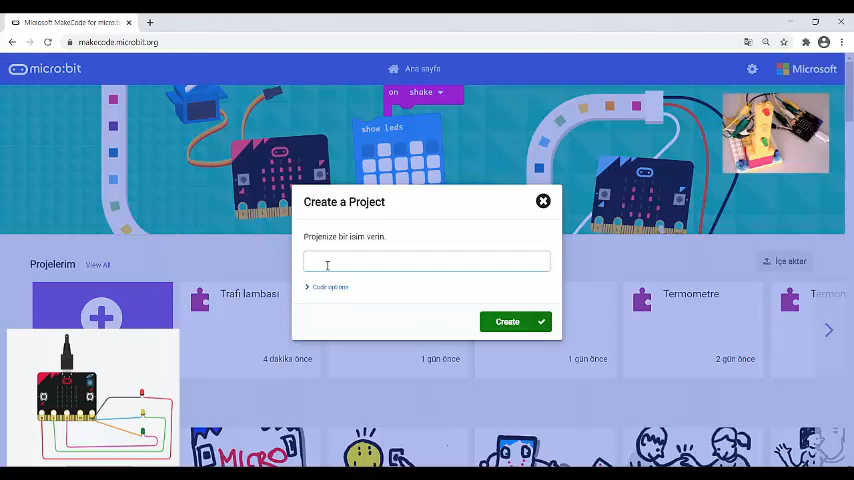 Microsoft MakeCode for micro:b
makecode.microbit.org
micro:bit
Ana sayfa
Microsoft
on shake
show leds
Create a Project
Projenize bir isim verin.
Code options
Create
Projelerim View All
İçe aktar
Trafi lambası
Termometre
Termom
4 dakika önce
1 gün önce
1 gün önce
2 gün önce
MICRO